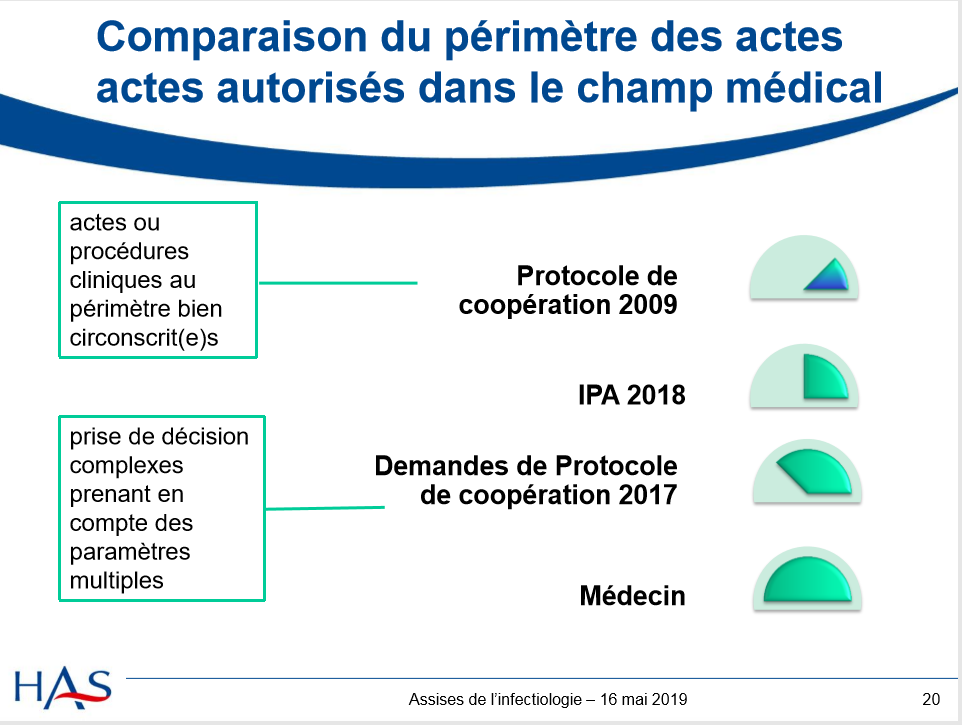 Comparaison du périmètre des actes
actes autorisés dans le champ médical
actes ou
procédures
cliniques au
périmètre bien
circonscrit(e)s
Protocole de
coopération 2009
IPA 2018
prise de décision
complexes
prenant en
compte des
paramètres
multiples
Demandes de Protocole
de coopération 2017
Médecin
HAS
Assises de l’infectiologie – 16 mai 2019
20